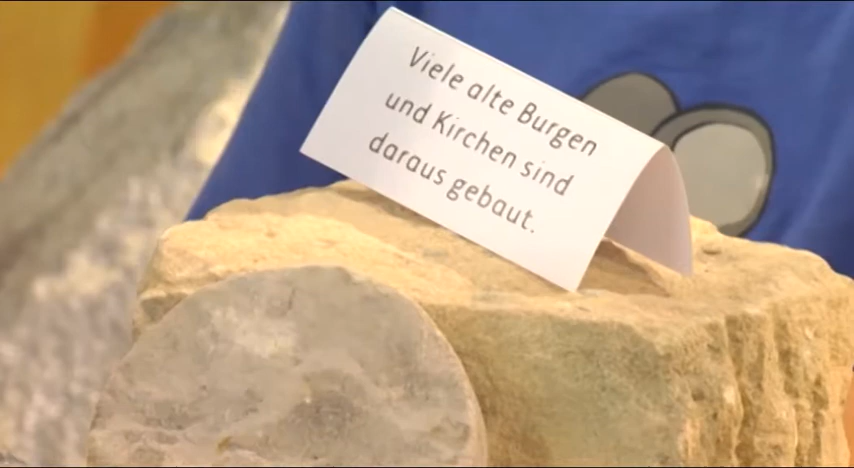 Viele alte Burgen
und Kirchen sind
daraus gebaut.